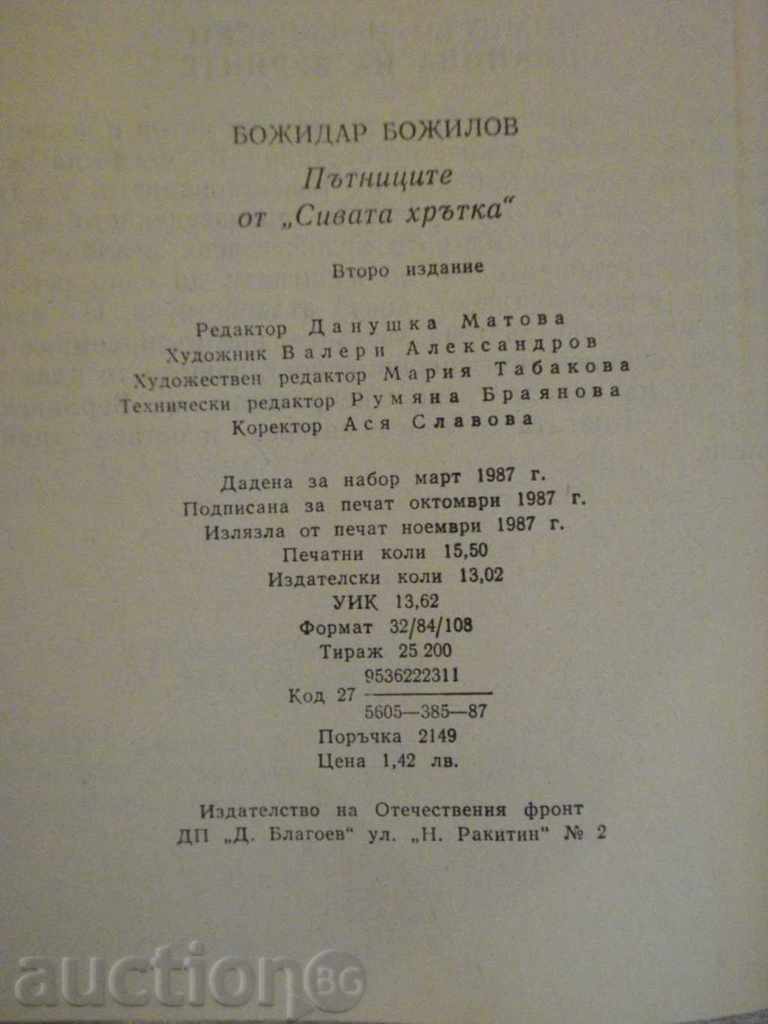 БОЖИДАР БОЖИЛОВ
Пътниците
от „Сивата хрътка“
Второ издание
Редактор Данушка Матова
Художник Валери Александров
Художествен редактор Мария Табакова
Технически редактор Румяна Браянова
Коректор Ася Славова
Дадена за набор март 1987 г.
Подписана за печат октомври 1987 г.
Излязла от печат ноември 1987 г.
Печатни коли 15,50
Издателски коли 13,02
УИК 13,62
Формат 32/84/108
Тираж 25 200
9536222311
Код 27
5605—385—87
Поръчка 2149
Цена 1,42 лв.
Издателство на Отечествения фронт
ДП „Д. Благоев“ ул. „Н. Ракитин“ № 2
auctionBG